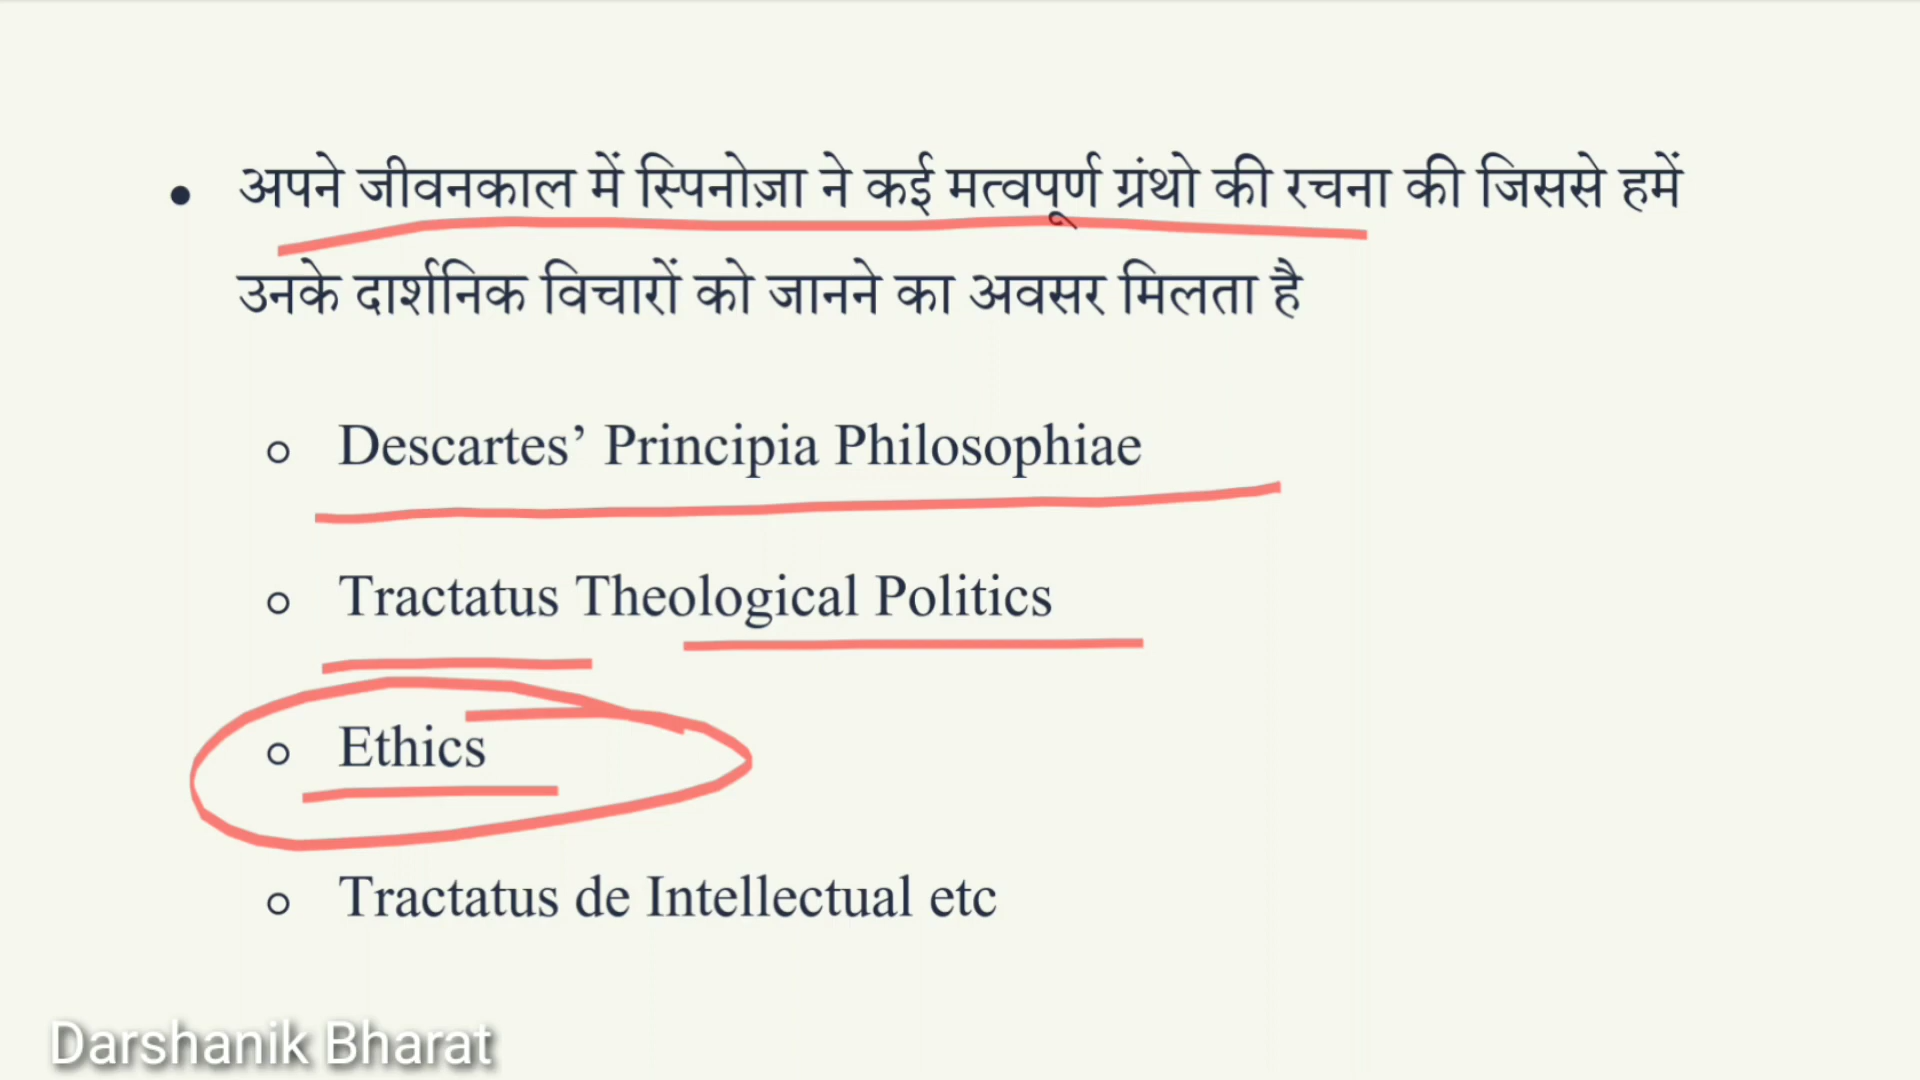 अपने जीवनकाल में स्पिनोज़ा ने कई मत्वपूर्ण ग्रंथो की रचना की जिससे हमें
उनके दार्शनिक विचारों को जानने का अवसर मिलता है
Descartes’ Principia Philosophiae
Tractatus Theological Politics
Ethics
Tractatus de Intellectual etc
Darshanik Bharat